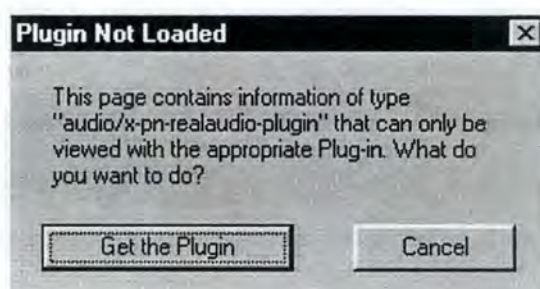 Plugin Not Loaded
This page contains information of type
"audio/x-pn-realaudio-plugin" that can only be
viewed with the appropriate Plug-in. What do
you want to do?
Get the Plugin
Cancel